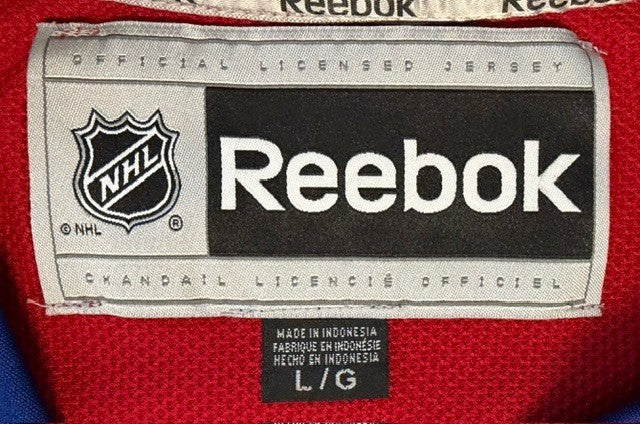 Reebok
OFFICIAL LICENSED JERSEY
NHL
Reebok
© NHL ®
CHANDAIL LICENCIÉ OFFICIEL
MADE IN INDONESIA
FABRIQUE EN INDONÉSIE
HECHO EN INDONESIA
L/G